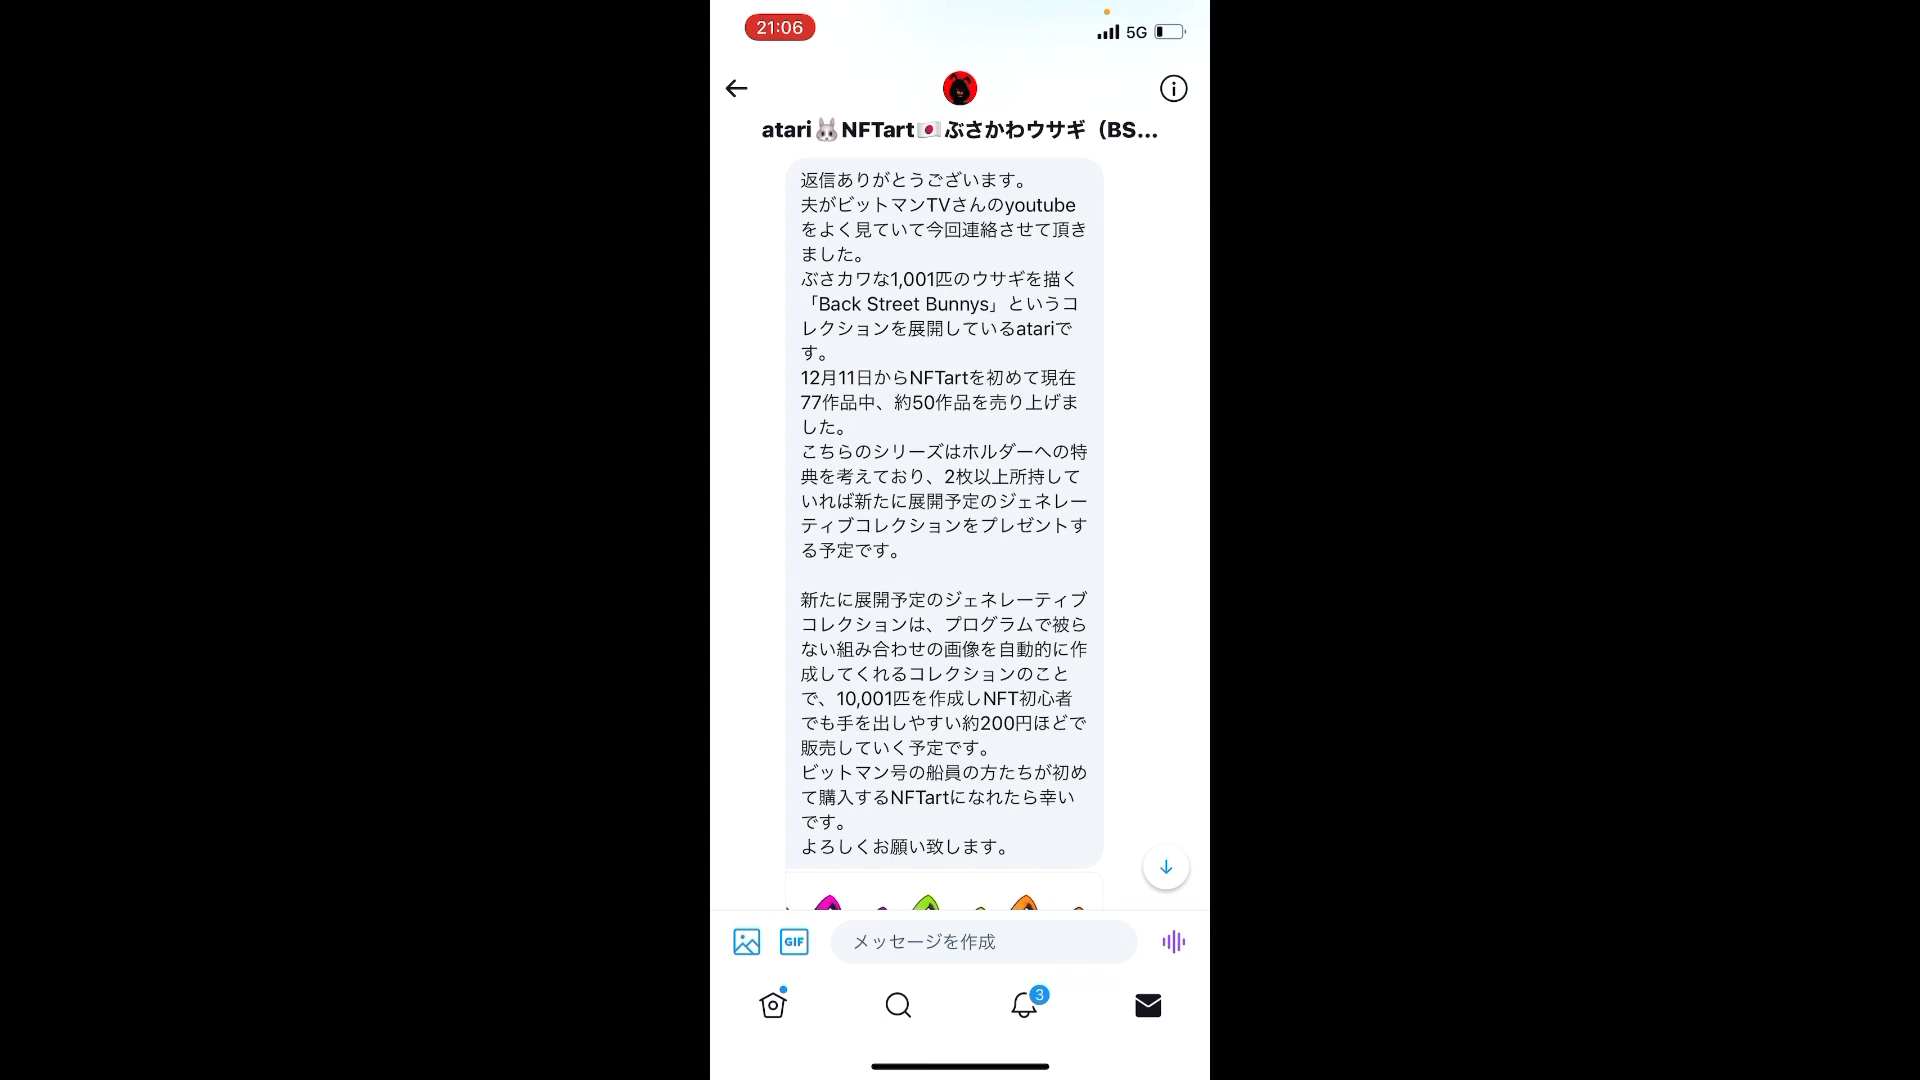 21:06
5G
atari🐰NFTart🇯🇵ぶさかわウサギ（BS...
返信ありがとうございます。
夫がビットマンTVさんのyoutube
をよく見ていて今回連絡させて頂き
ました。
ぶさカワな1,001匹のウサギを描く
「Back Street Bunnys」というコ
レクションを展開しているatariで
す。
12月11日からNFTartを初めて現在
77作品中、約50作品を売り上げま
した。
こちらのシリーズはホルダーへの特
典を考えており、2枚以上所持して
いれば新たに展開予定のジェネレー
ティブコレクションをプレゼントす
る予定です。
新たに展開予定のジェネレーティブ
コレクションは、プログラムで被ら
ない組み合わせの画像を自動的に作
成してくれるコレクションのこと
で、10,001匹を作成しNFT初心者
でも手を出しやすい約200円ほどで
販売していく予定です。
ビットマン号の船員の方たちが初め
て購入するNFTartになれたら幸い
です。
よろしくお願い致します。
GIF
メッセージを作成
3